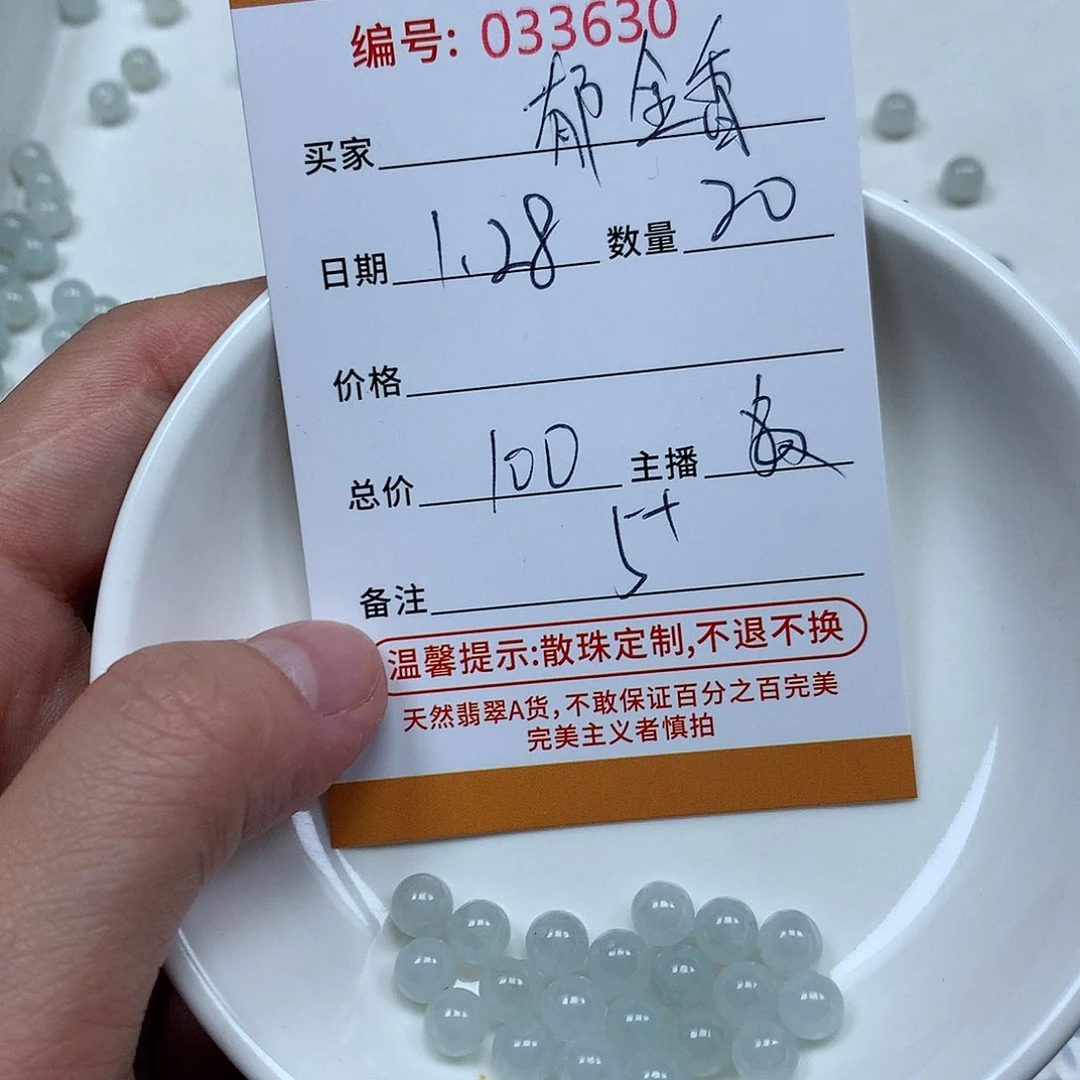 编号: 033630
买家 郁金香
日期 1.28 数量 20
价格
总价 100 主播
备注 5+
温馨提示:散珠定制,不退不换
天然翡翠A货,不敢保证百分之百完美
完美主义者慎拍